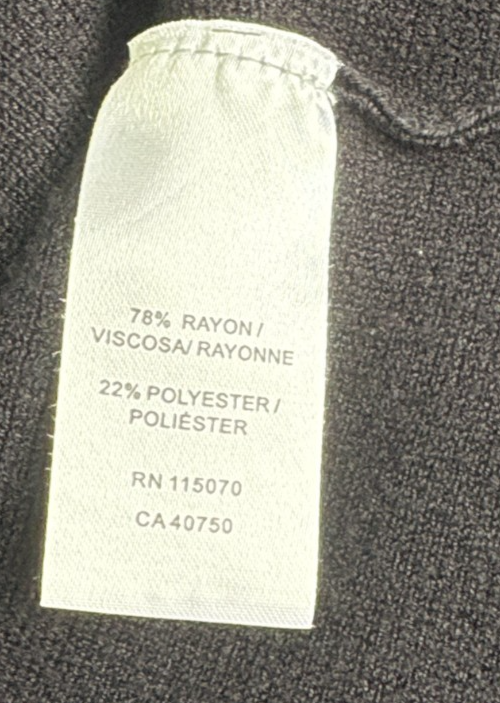 78% RAYON/
VISCOSA/ RAYONNE
22% POLYESTER/
POLIÉSTER
RN 115070
CA 40750